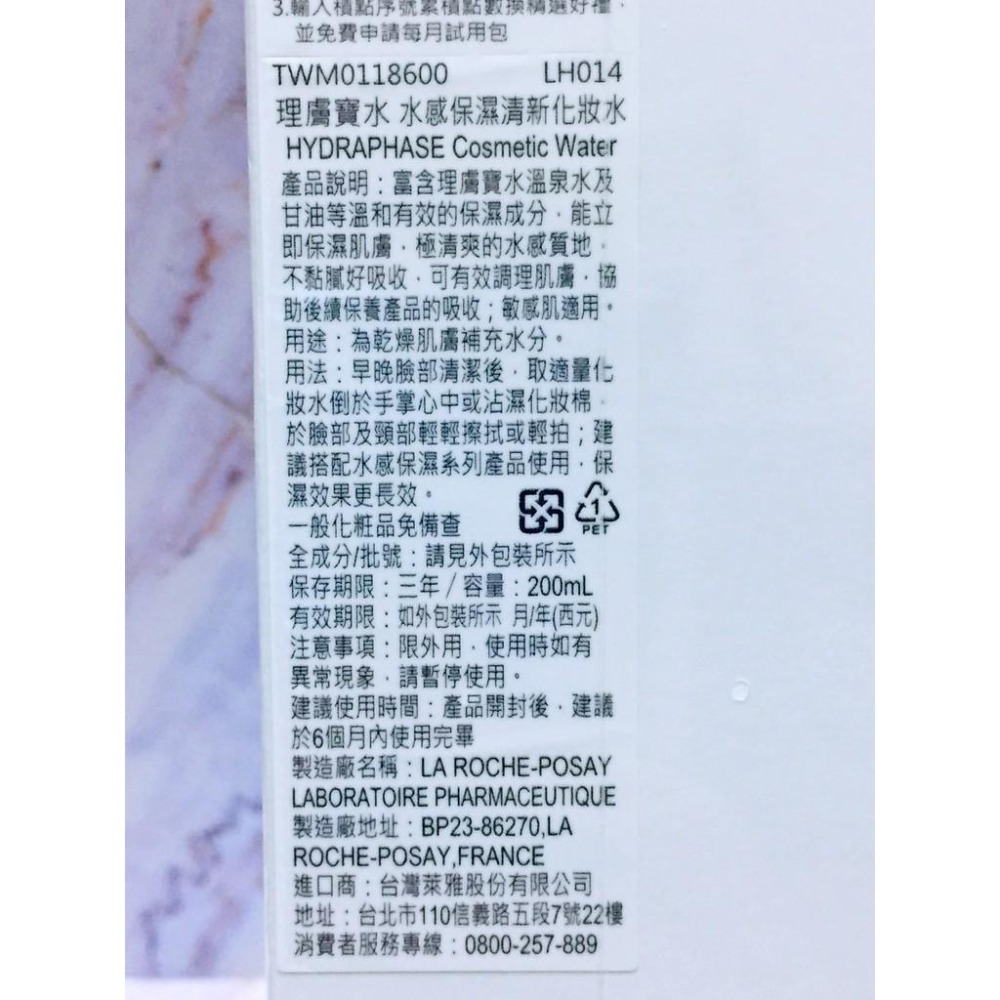 3.輸入積點序號累積點數換精選好禮，
並免費申請每月試用包
TWM0118600 LH014
理膚寶水 水感保濕清新化妝水
HYDRAPHASE Cosmetic Water
產品說明：富含理膚寶水溫泉水及
甘油等溫和有效的保濕成分，能立
即保濕肌膚，極清爽的水感質地，
不黏膩好吸收，可有效調理肌膚，協
助後續保養產品的吸收；敏感肌適用。
用途：為乾燥肌膚補充水分。
用法：早晚臉部清潔後，取適量化
妝水倒於手掌心中或沾濕化妝棉，
於臉部及頸部輕輕擦拭或輕拍；建
議搭配水感保濕系列產品使用，保
濕效果更長效。
1
PET
一般化粧品免備查
全成分/批號：請見外包裝所示
保存期限：三年/容量：200mL
有效期限：如外包裝所示 月/年(西元)
注意事項：限外用，使用時如有
異常現象，請暫停使用。
建議使用時間：產品開封後，建議
於6個月內使用完畢
製造廠名稱：LA ROCHE-POSAY
LABORATOIRE PHARMACEUTIQUE
製造廠地址：BP23-86270,LA
ROCHE-POSAY,FRANCE
進口商：台灣萊雅股份有限公司
地址：台北市110信義路五段7號22樓
消費者服務專線：0800-257-889